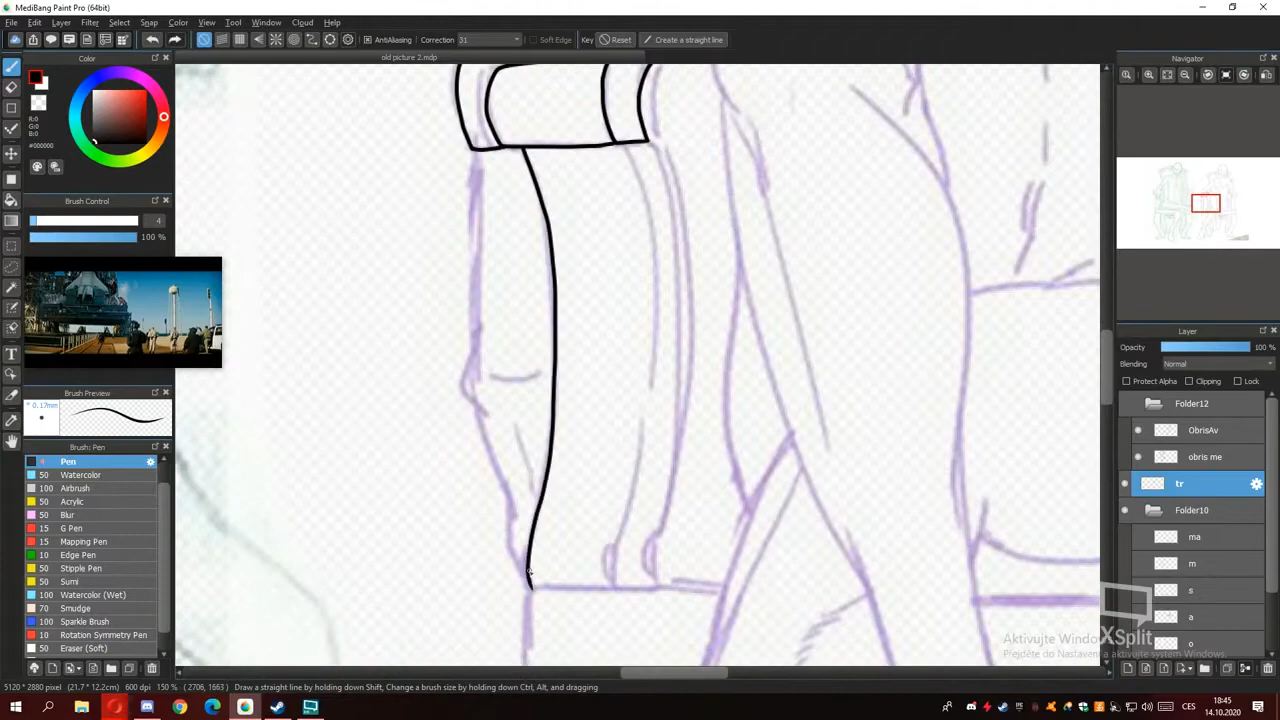 MediBang Paint Pro (64bit)
File Edit Layer Filter Select Snap Color View Tool Window Cloud Help
AntiAliasing Correction 31 Soft Edge Key Reset Create a straight line
Color
old picture 2.mdp
Navigator
R:0
G:0
B:0
#000000
Brush Control
4
100 %
Brush Preview
* 0.17mm
Brush: Pen
Pen
50 Watercolor
100 Airbrush
50 Acrylic
50 Blur
15 G Pen
15 Mapping Pen
10 Edge Pen
50 Stipple Pen
50 Sumi
100 Watercolor (Wet)
70 Smudge
100 Sparkle Brush
10 Rotation Symmetry Pen
50 Eraser (Soft)
Layer
Opacity 100 %
Blending Normal
Protect Alpha Clipping Lock
Folder12
ObrisAv
obris me
tr
Folder10
ma
m
s
a
o
XSplit
Aktivujte Windo
Přejděte do Nastavení a aktivujte systém Windows.
5120 * 2880 pixel (21.7 * 12.2cm) 600 dpi 150 % ( 2706, 1663 ) Draw a straight line by holding down Shift, Change a brush size by holding down Ctrl, Alt, and dragging
CES
18:45
14.10.2020